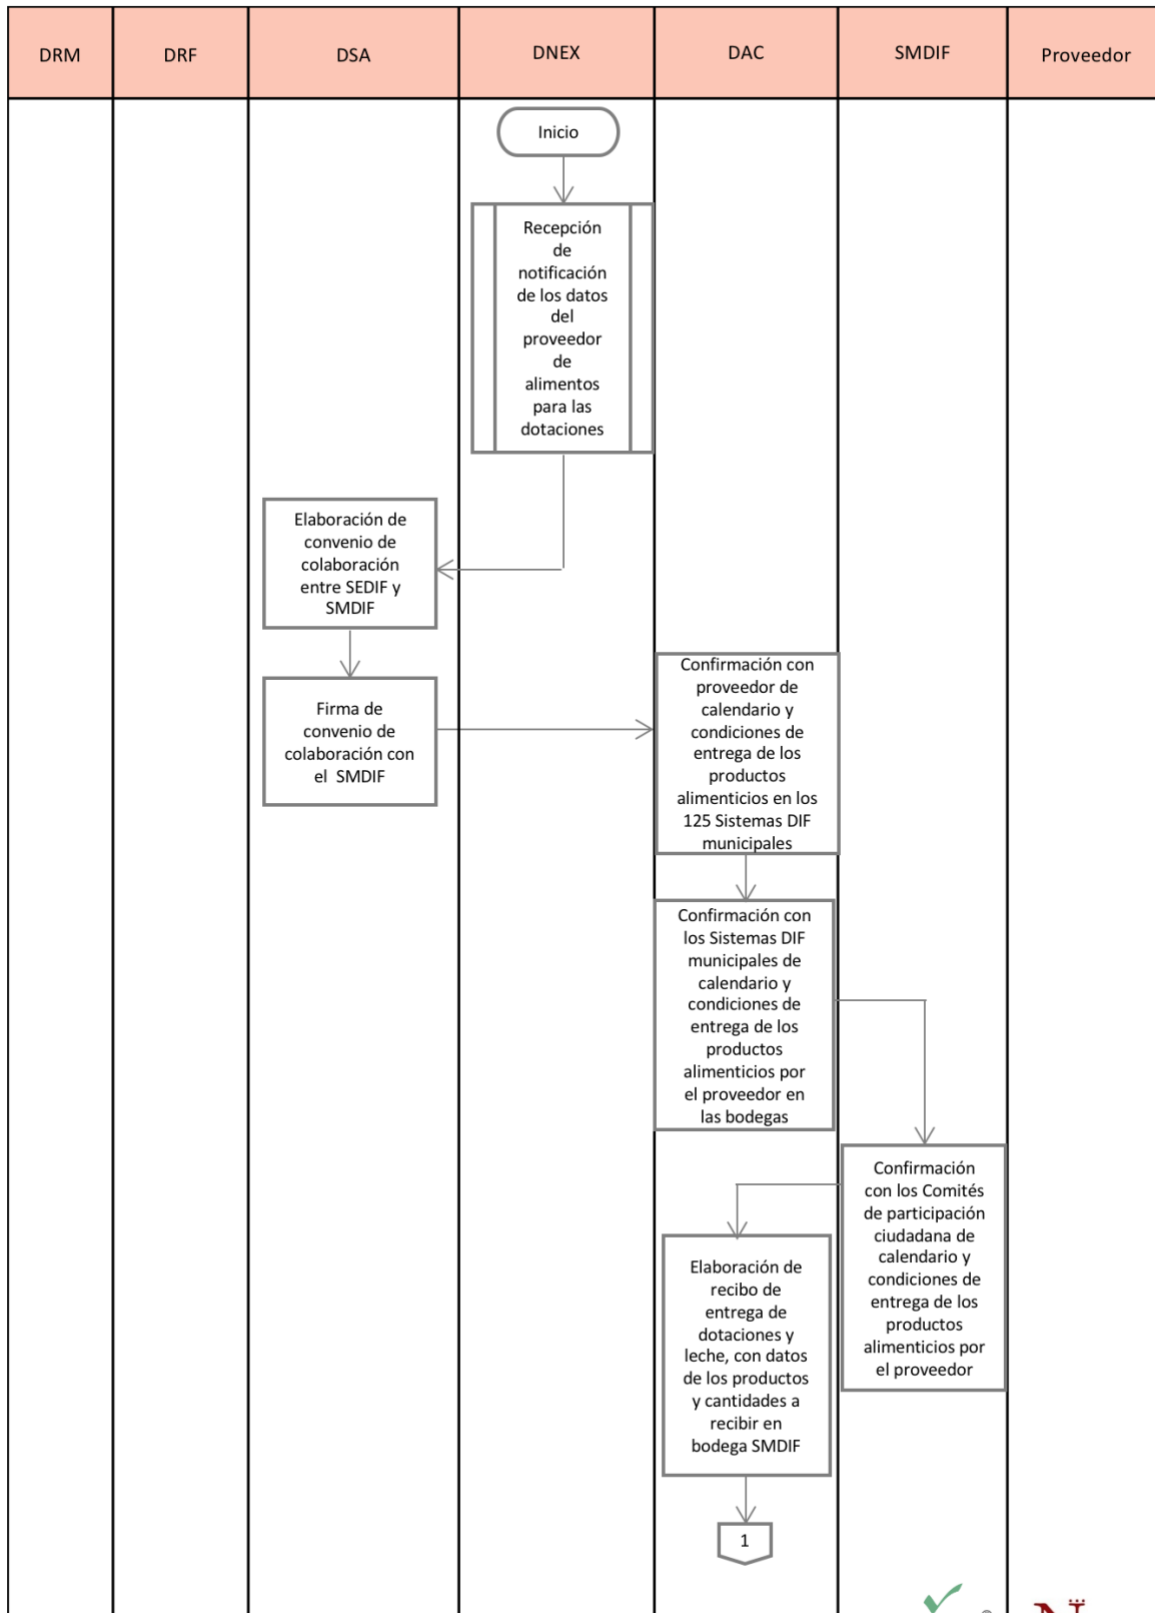 DRM
DRF
DSA
DNEX
DAC
SMDIF
Proveedor
Inicio
Recepción
de
notificación
de los datos
del
proveedor
de
alimentos
para las
dotaciones
Elaboración de
convenio de
colaboración
entre SEDIF y
SMDIF
Firma de
convenio de
colaboración con
el SMDIF
Confirmación con
proveedor de
calendario y
condiciones de
entrega de los
productos
alimenticios en los
125 Sistemas DIF
municipales
Confirmación con
los Sistemas DIF
municipales de
calendario y
condiciones de
entrega de los
productos
alimenticios por
el proveedor en
las bodegas
Confirmación
con los Comités
de participación
ciudadana de
calendario y
condiciones de
entrega de los
productos
alimenticios por
el proveedor
Elaboración de
recibo de
entrega de
dotaciones y
leche, con datos
de los productos
y cantidades a
recibir en
bodega SMDIF
1